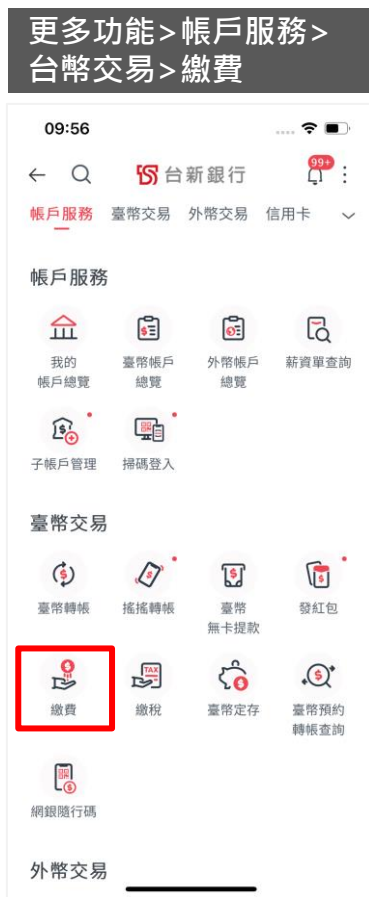 更多功能>帳戶服務>
台幣交易>繳費
09:56
台新銀行
99+
帳戶服務 臺幣交易 外幣交易 信用卡
帳戶服務
我的
帳戶總覽
臺幣帳戶
總覽
外幣帳戶
總覽
薪資單查詢
子帳戶管理
掃碼登入
臺幣交易
臺幣轉帳
搖搖轉帳
臺幣
無卡提款
發紅包
繳費
TAX
繳稅
臺幣定存
臺幣預約
轉帳查詢
網銀隨行碼
外幣交易